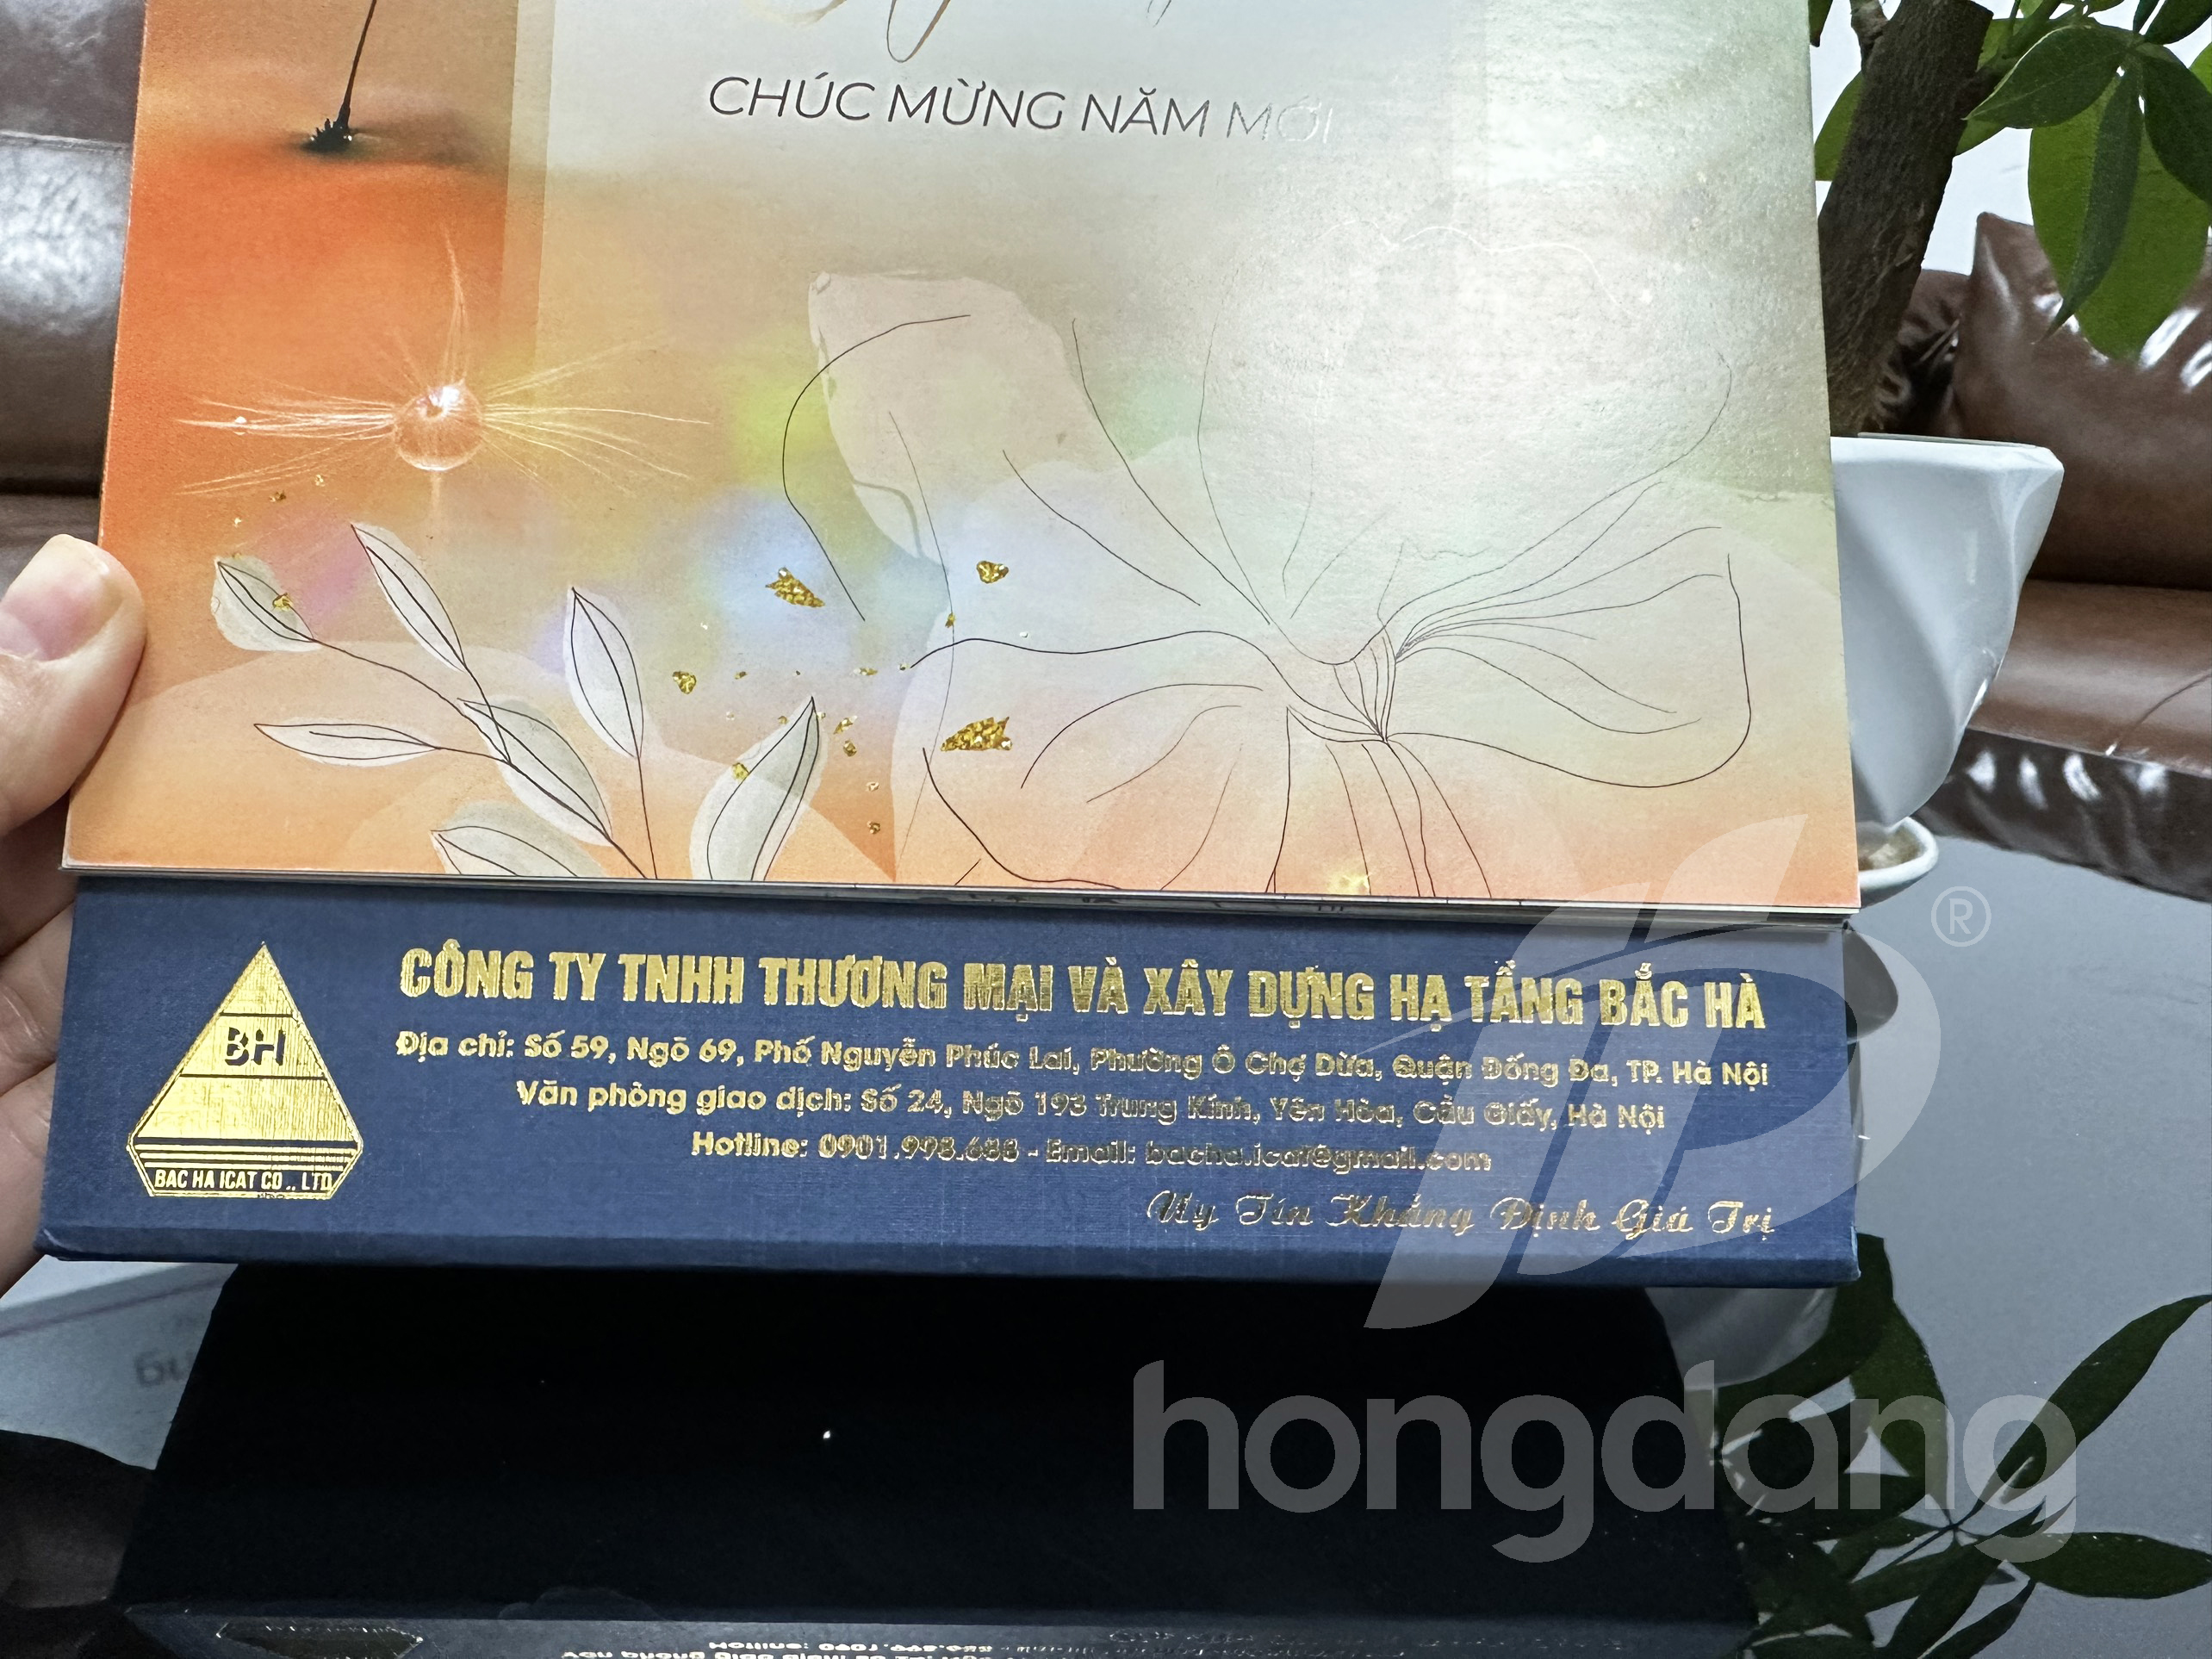 CHÚC MỪNG NĂM MỚI
BH
BAC HA ICAT CO ., LTD
CÔNG TY TNHH THƯƠNG MẠI VÀ XÂY DỰNG HẠ TẦNG BẮC HÀ
Địa chỉ: Số 59, Ngõ 69, Phố Nguyễn Phúc Lai, Phường Ô Chợ Dừa, Quận Đống Đa, TP. Hà Nội
Văn phòng giao dịch: Số 24, Ngõ 193 Trung Kính, Yên Hòa, Cầu Giấy, Hà Nội
Hotline: 0901.998.688 - Email: bacha.icat@gmail.com
Uy Tín Khẳng Định Giá Trị
®
hongdang